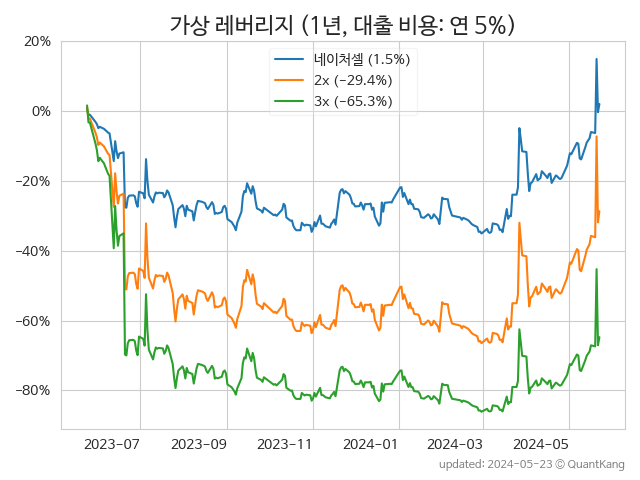 가상 레버리지 (1년, 대출 비용: 연 5%)
20%
0%
−20%
−40%
−60%
−80%
네이처셀 (1.5%)
2x (−29.4%)
3x (−65.3%)
2023-07
2023-09
2023-11
2024-01
2024-03
2024-05
updated: 2024-05-23 © QuantKang